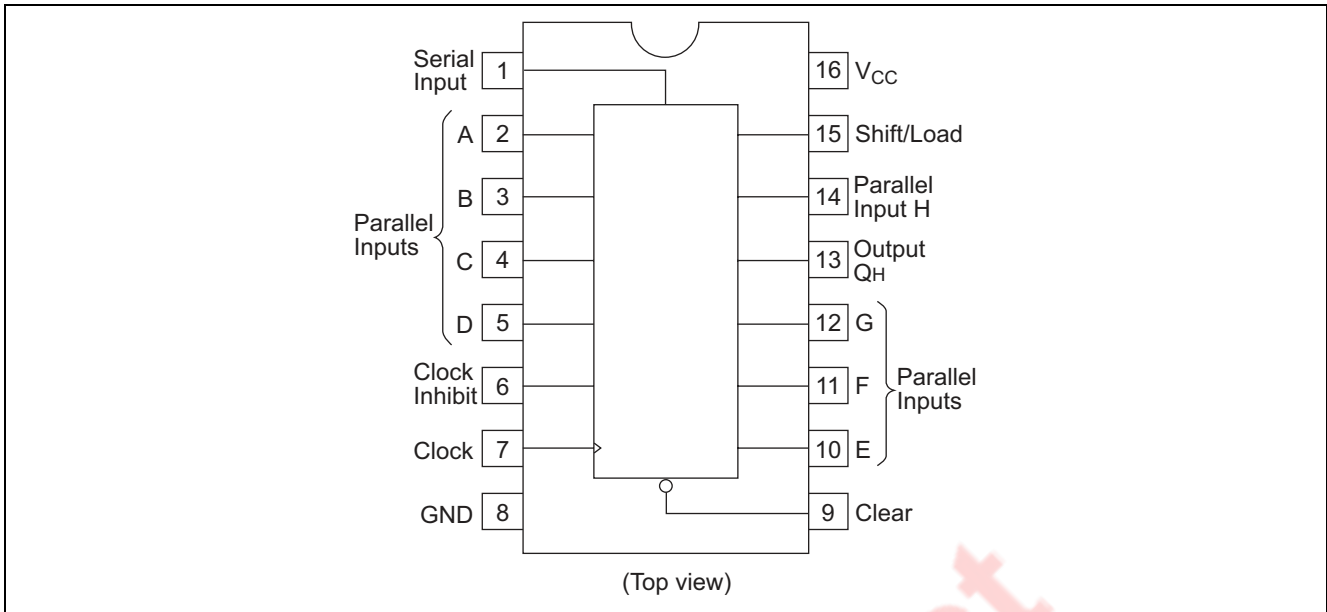 Serial
Input
1
Parallel
Inputs
A
2
B
3
C
4
D
5
Clock
Inhibit
6
Clock
7
GND
8
16
VCC
15
Shift/Load
14
Parallel
Input H
13
Output
QH
12
G
11
F
10
E
Parallel
Inputs
9
Clear
(Top view)